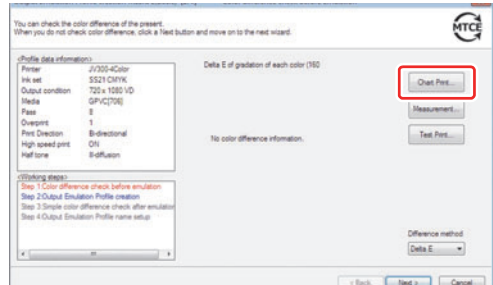 You can check the color difference of the present.
When you do not check color difference, click a Next button and move on to the next wizard.
MTCE
<Profile data information>
Printer JV300-4Color
Ink set SS21 CMYK
Output condition 720 x 1080 VD
Media GPVC[706]
Pass 8
Overprint 1
Print Direction Bi-directional
High speed print ON
Half tone Il-diffusion
Delta E of gradation of each color (160
No color difference information.
Chart Print...
Measurement...
Test Print...
<Working steps>
Step 1:Color difference check before emulation
Step 2:Output Emulation Profile creation
Step 3:Simple color difference check after emulation
Step 4:Output Emulation Profile name setup
Difference method
Delta E
< Back
Next >
Cancel